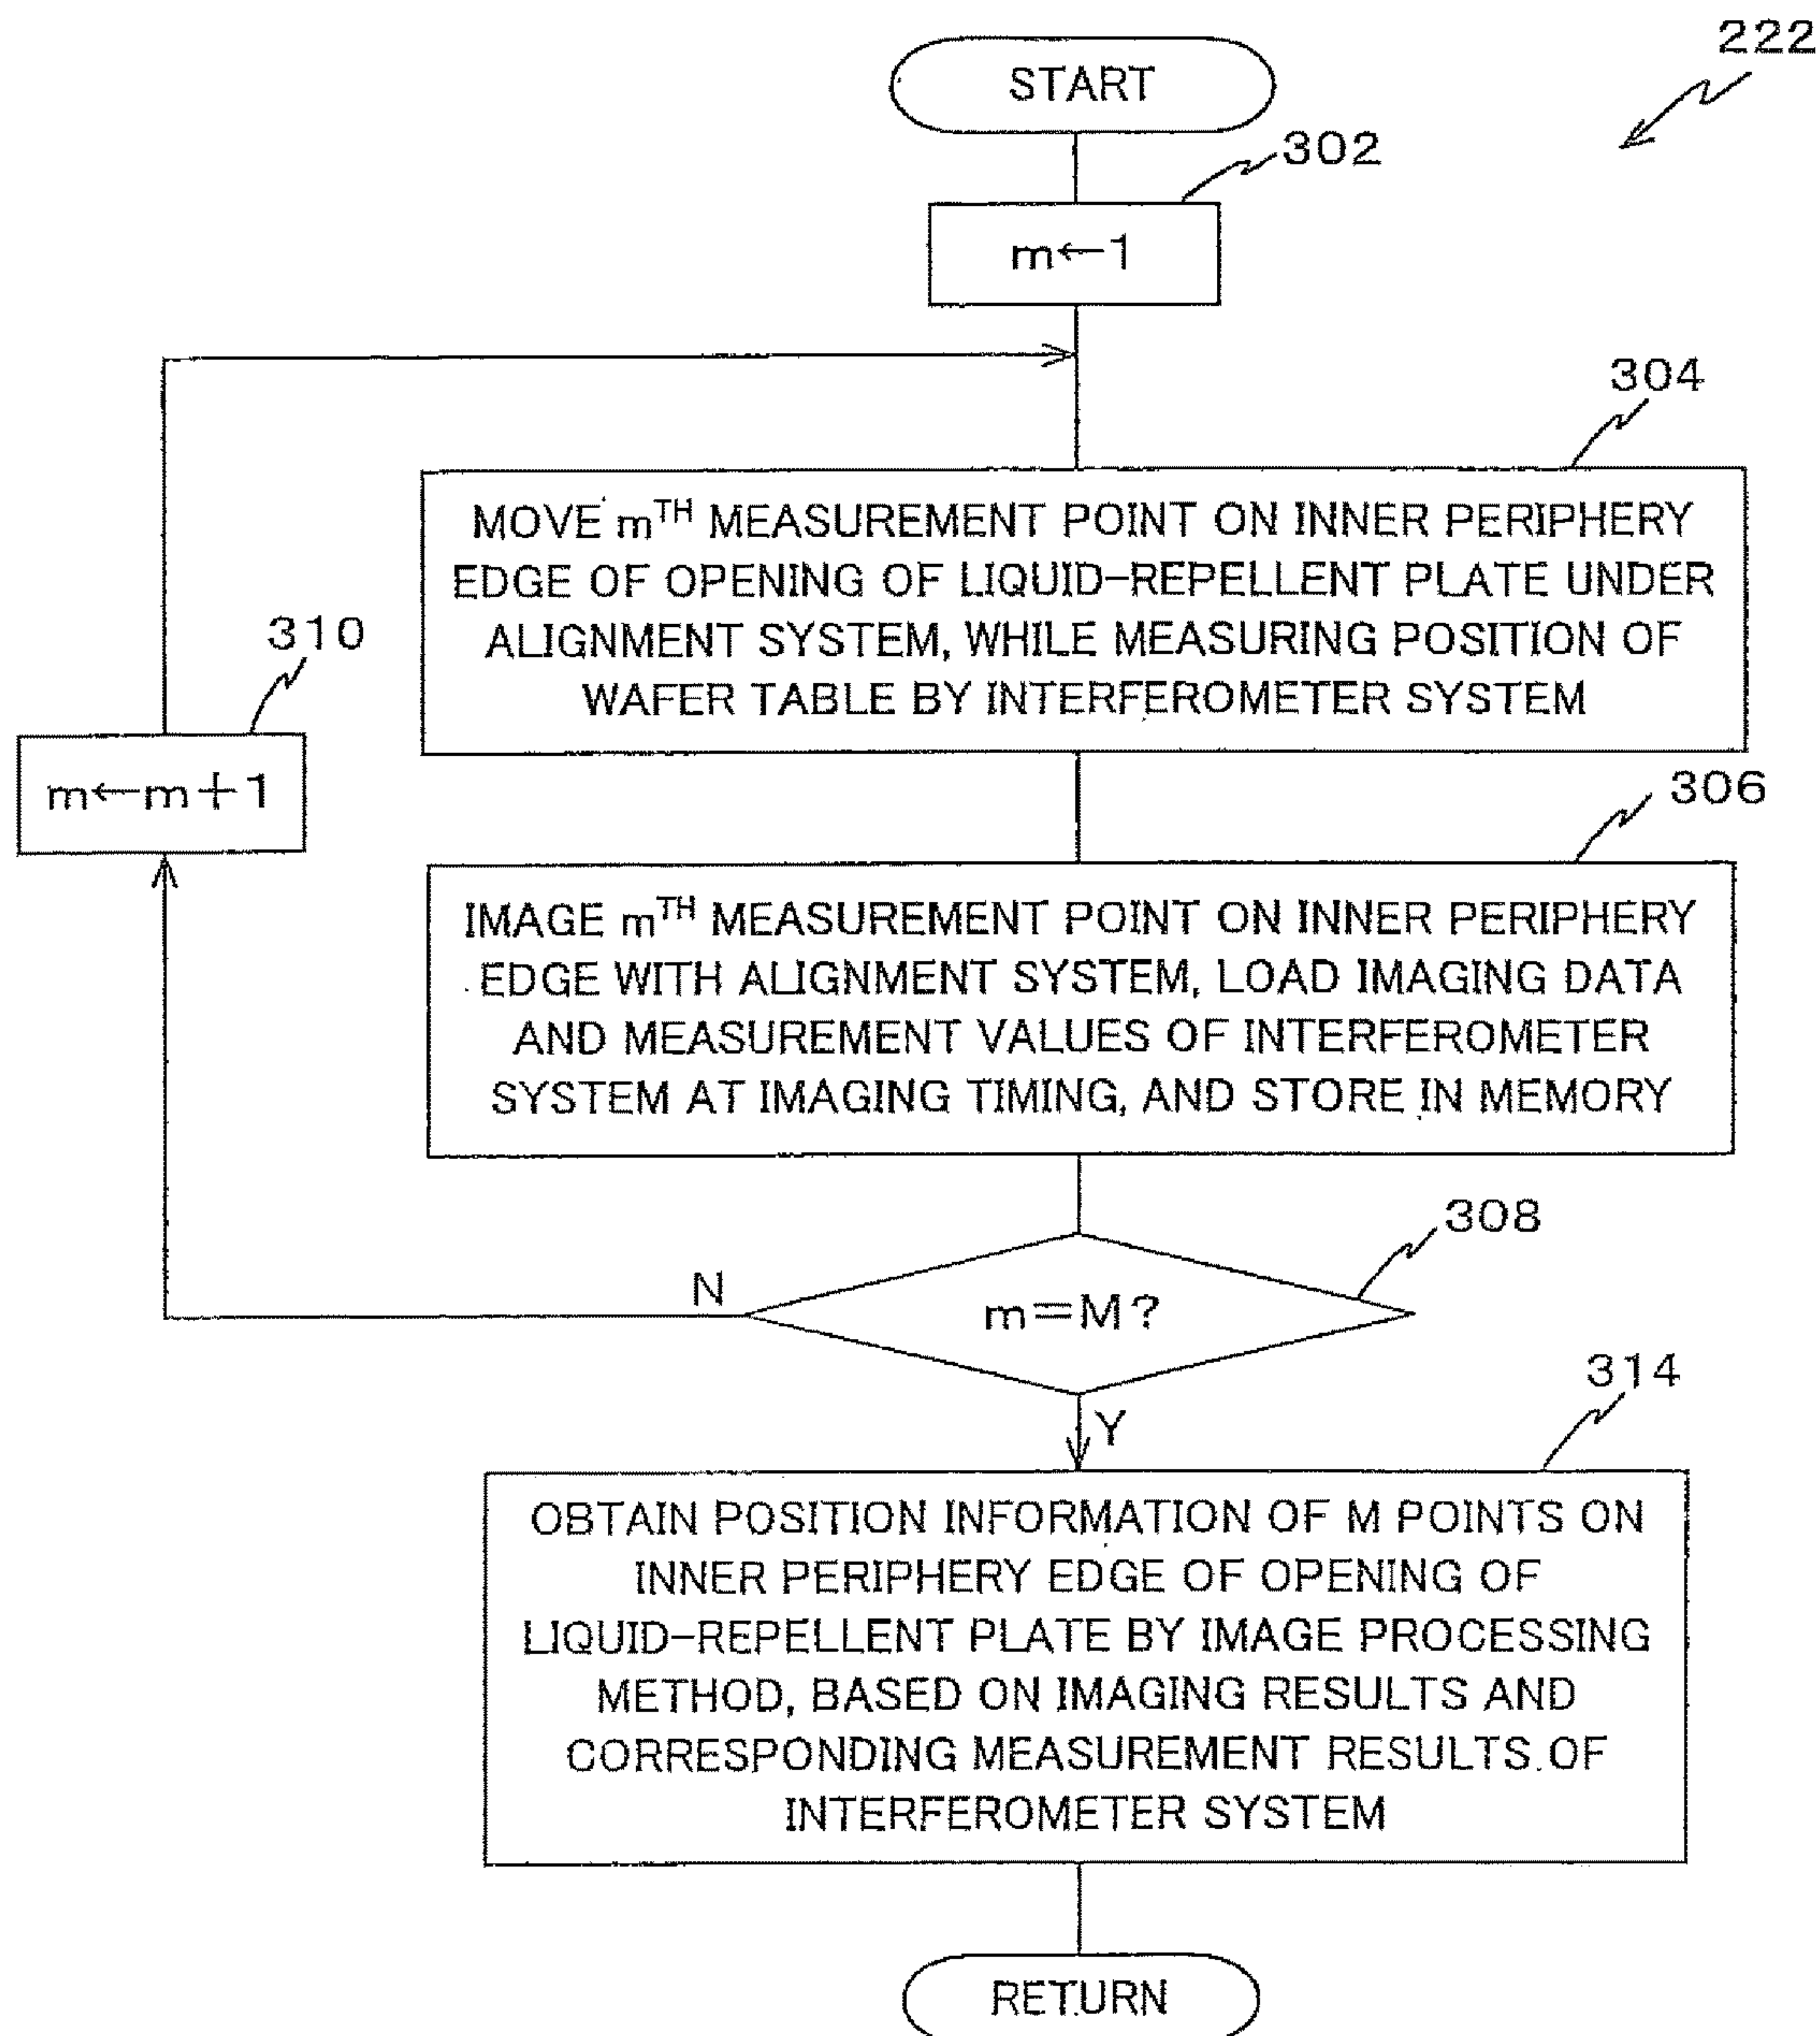 222
START
302
m←1
304
MOVE mTH MEASUREMENT POINT ON INNER PERIPHERY
EDGE OF OPENING OF LIQUID-REPELLENT PLATE UNDER
ALIGNMENT SYSTEM, WHILE MEASURING POSITION OF
WAFER TABLE BY INTERFEROMETER SYSTEM
310
m←m+1
306
IMAGE mTH MEASUREMENT POINT ON INNER PERIPHERY
EDGE WITH ALIGNMENT SYSTEM, LOAD IMAGING DATA
AND MEASUREMENT VALUES OF INTERFEROMETER
SYSTEM AT IMAGING TIMING, AND STORE IN MEMORY
308
N
m=M?
Y
314
OBTAIN POSITION INFORMATION OF M POINTS ON
INNER PERIPHERY EDGE OF OPENING OF
LIQUID-REPELLENT PLATE BY IMAGE PROCESSING
METHOD, BASED ON IMAGING RESULTS AND
CORRESPONDING MEASUREMENT RESULTS OF
INTERFEROMETER SYSTEM
RETURN